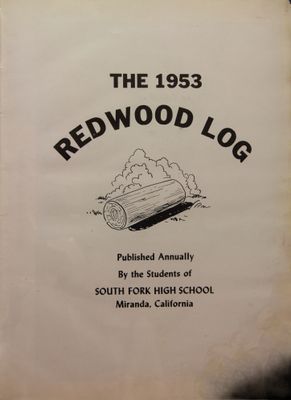 THE 1953
REDWOOD LOG
Published Annually
By the Students of
SOUTH FORK HIGH SCHOOL
Miranda, California